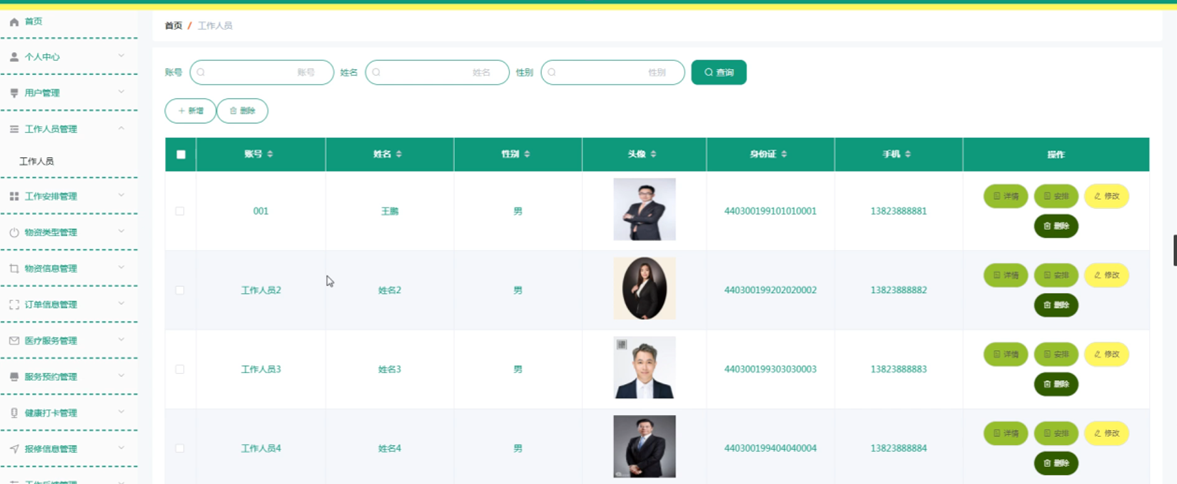 首页
个人中心
用户管理
工作人员管理
工作人员
工作安排管理
物资类型管理
物资信息管理
订单信息管理
医疗服务管理
服务预约管理
健康打卡管理
报修信息管理
首页 / 工作人员
账号 账号 姓名 姓名 性别 性别 查询
+ 新增 删除
账号 姓名 性别 头像 身份证 手机 操作
001 王鹏 男 440300199101010001 13823888881 详情 安排 修改
删除
工作人员2 姓名2 男 440300199202020002 13823888882 详情 安排 修改
删除
工作人员3 姓名3 男 440300199303030003 13823888883 详情 安排 修改
删除
工作人员4 姓名4 男 440300199404040004 13823888884 详情 安排 修改
删除